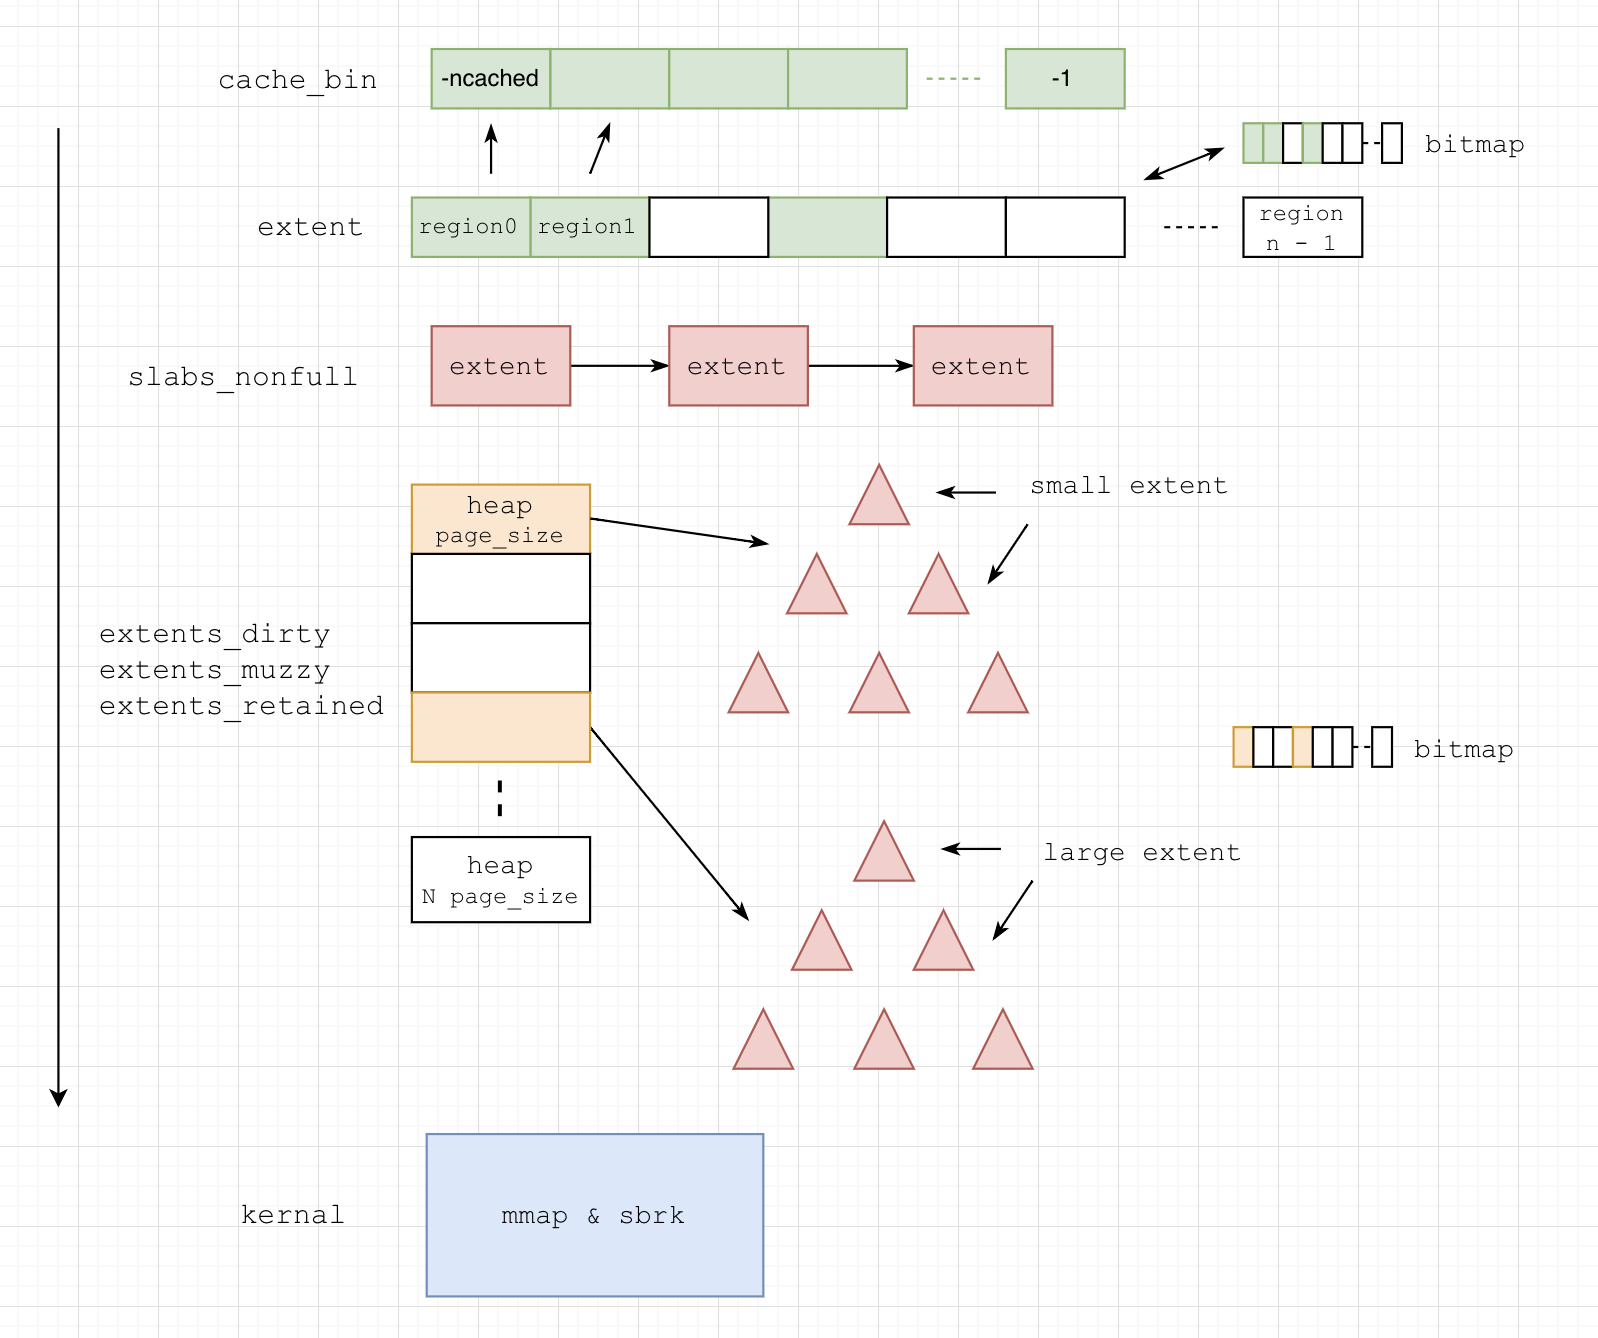 cache_bin
-ncached
-1
bitmap
extent
region0
region1
region
n - 1
slabs_nonfull
extent
extent
extent
small extent
heap
page_size
extents_dirty
extents_muzzy
extents_retained
bitmap
heap
N page_size
large extent
kernal
mmap & sbrk